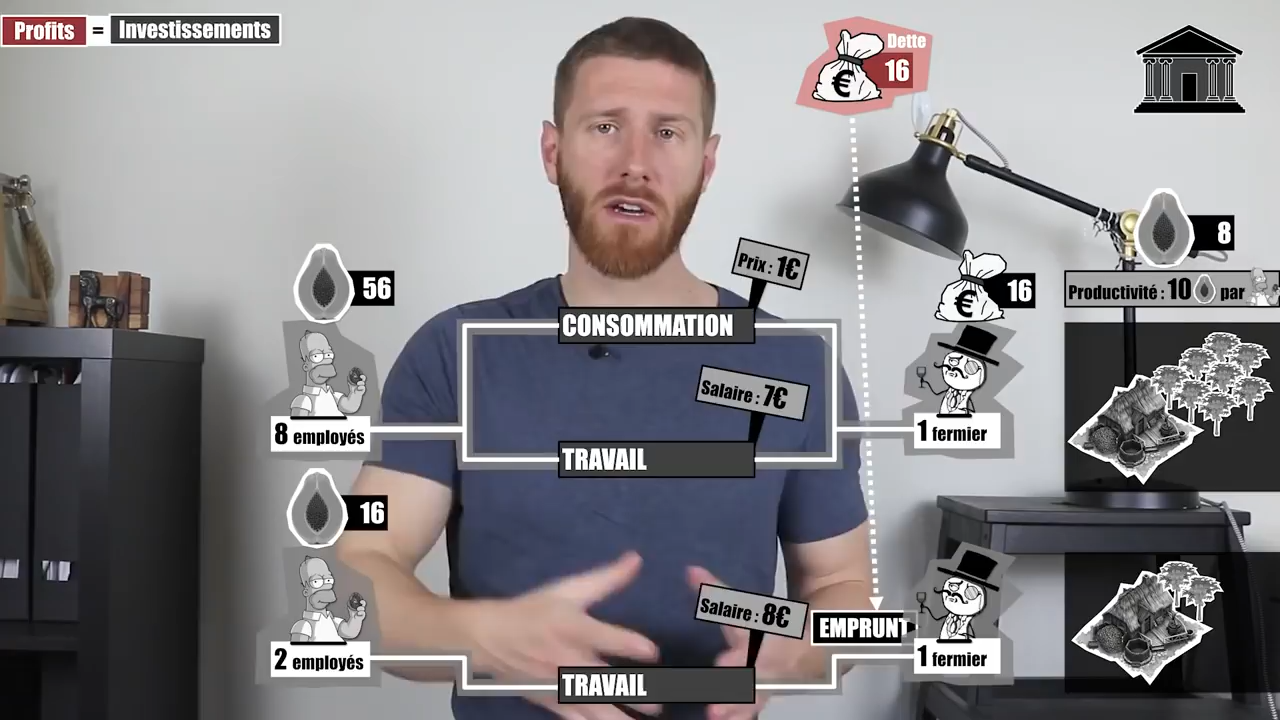 Profits = Investissements
Dette
16
8
Prix : 1€
56
16
Productivité : 10 par
CONSOMMATION
Salaire : 7€
8 employés
1 fermier
TRAVAIL
16
Salaire : 8€
EMPRUNT
2 employés
1 fermier
TRAVAIL